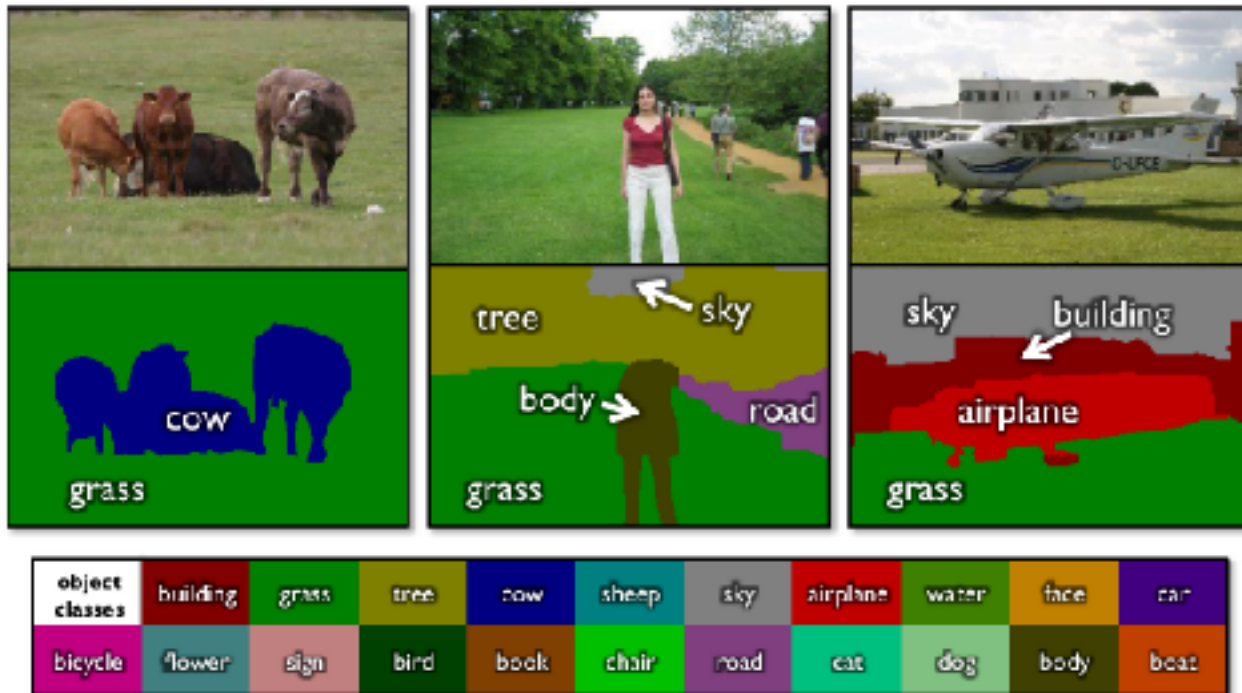 G-UFCB
tree
sky
sky
building
cow
body
road
airplane
grass
grass
grass
object classes
building
grass
tree
cow
sheep
sky
airplane
water
face
car
bicycle
flower
sign
bird
book
chair
road
cat
dog
body
boat